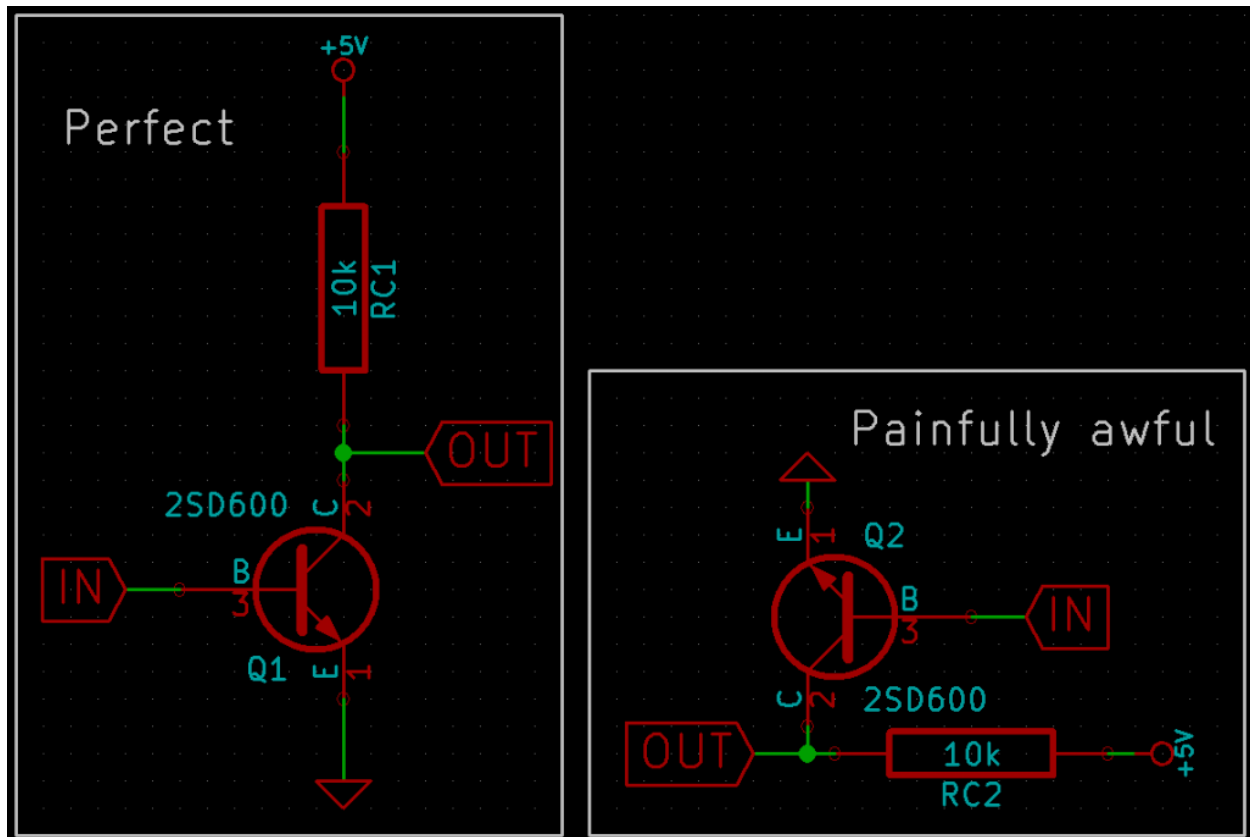 +5V
Perfect
10k
RC1
OUT
2SD600
C
2
IN
B
3
Q1
E
1
Painfully awful
E
1
Q2
B
3
IN
C
2
2SD600
OUT
10k
RC2
+5V